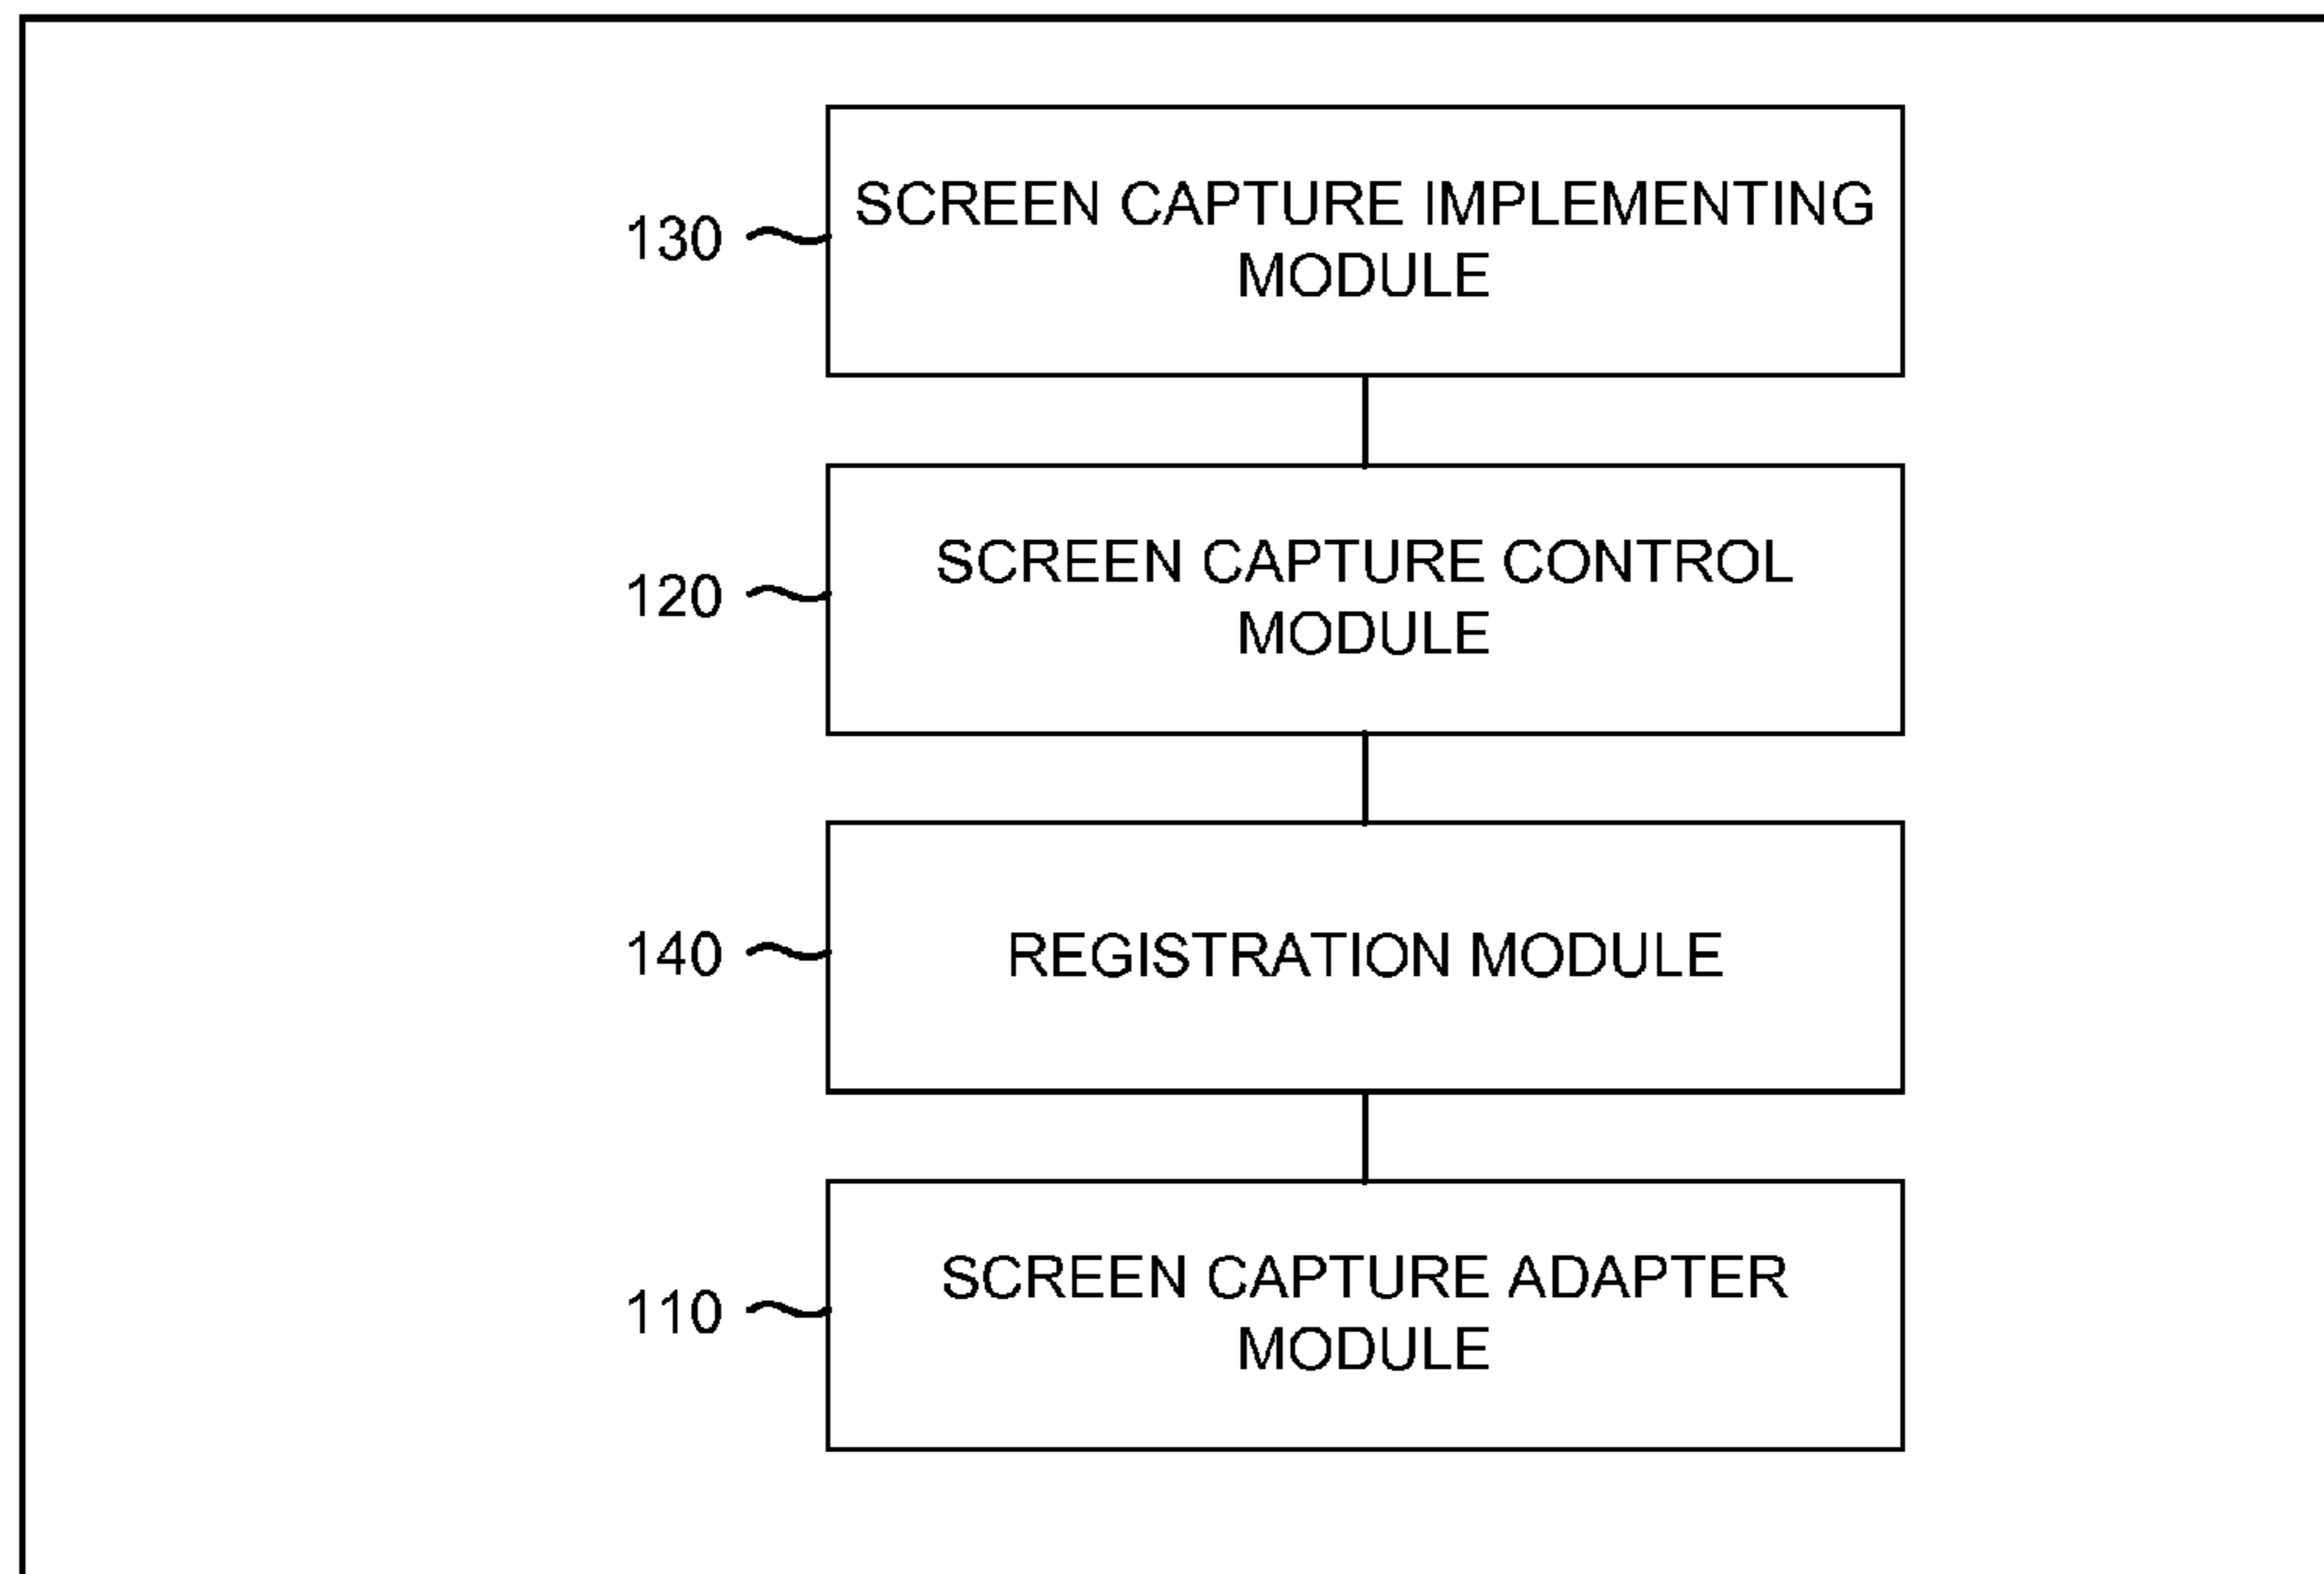 130
SCREEN CAPTURE IMPLEMENTING
MODULE
120
SCREEN CAPTURE CONTROL
MODULE
140
REGISTRATION MODULE
110
SCREEN CAPTURE ADAPTER
MODULE